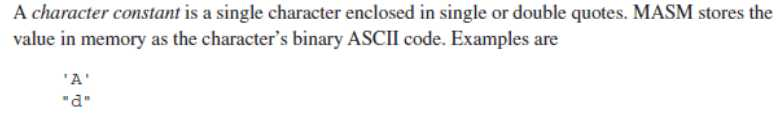 A character constant is a single character enclosed in single or double quotes. MASM stores the
value in memory as the character’s binary ASCII code. Examples are
'A'
"d"